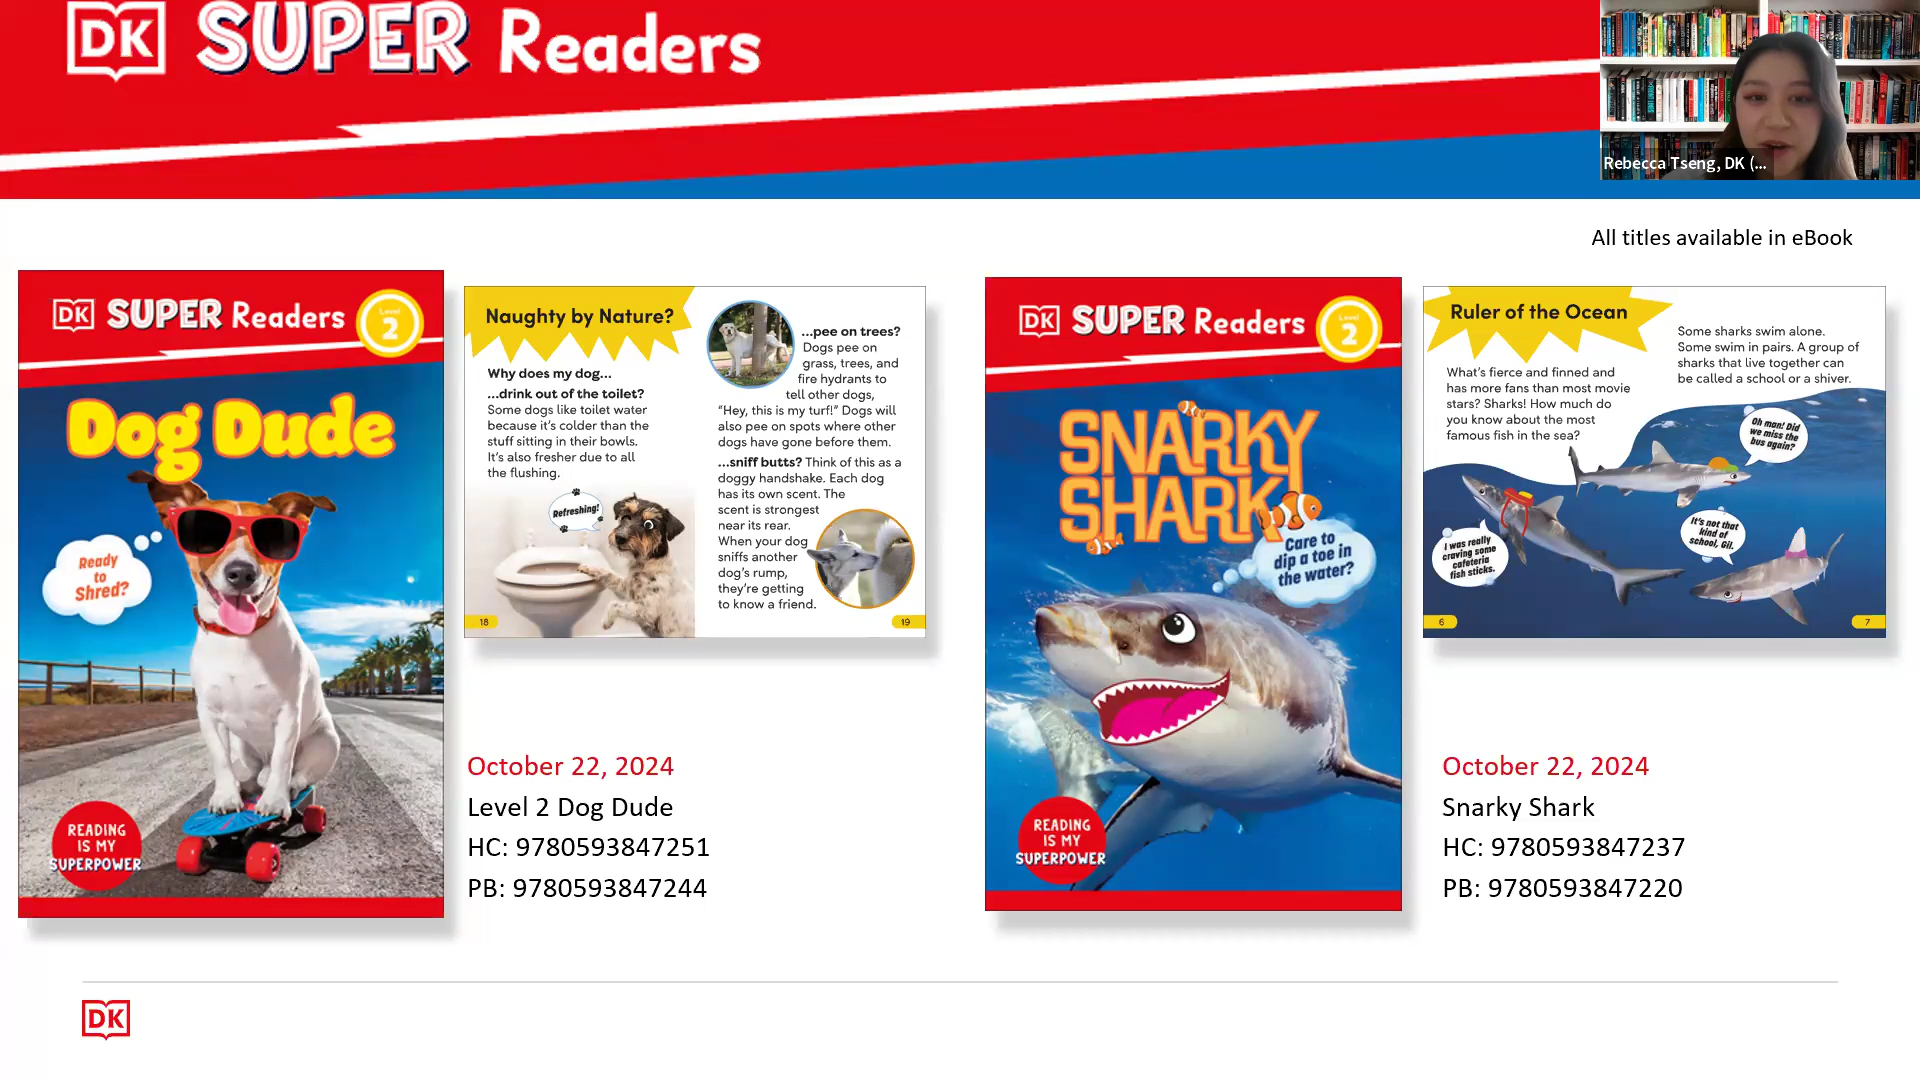 DK SUPER Readers
Rebecca Tseng, DK (...
All titles available in eBook
DK SUPER Readers
Level
2
Dog Dude
Ready
to
Shred?
READING
IS MY
SUPERPOWER
Naughty by Nature?
Why does my dog...
...drink out of the toilet?
Some dogs like toilet water
because it's colder than the
stuff sitting in their bowls.
It's also fresher due to all
the flushing.
Refreshing!
18
...pee on trees?
Dogs pee on
grass, trees, and
fire hydrants to
tell other dogs,
"Hey, this is my turf!" Dogs will
also pee on spots where other
dogs have gone before them.
...sniff butts? Think of this as a
doggy handshake. Each dog
has its own scent. The
scent is strongest
near its rear.
When your dog
sniffs another
dog's rump,
they're getting
to know a friend.
19
October 22, 2024
Level 2 Dog Dude
HC: 9780593847251
PB: 9780593847244
DK SUPER Readers
Level
2
SNARKY
SHARK
Care to
dip a toe in
the water?
READING
IS MY
SUPERPOWER
Ruler of the Ocean
What's fierce and finned and
has more fans than most movie
stars? Sharks! How much do
you know about the most
famous fish in the sea?
I was really
craving some
cafeteria
fish sticks.
6
Some sharks swim alone.
Some swim in pairs. A group of
sharks that live together can
be called a school or a shiver.
Oh man! Did
we miss the
bus again?
It's not that
kind of
school, Gil.
7
October 22, 2024
Snarky Shark
HC: 9780593847237
PB: 9780593847220
DK